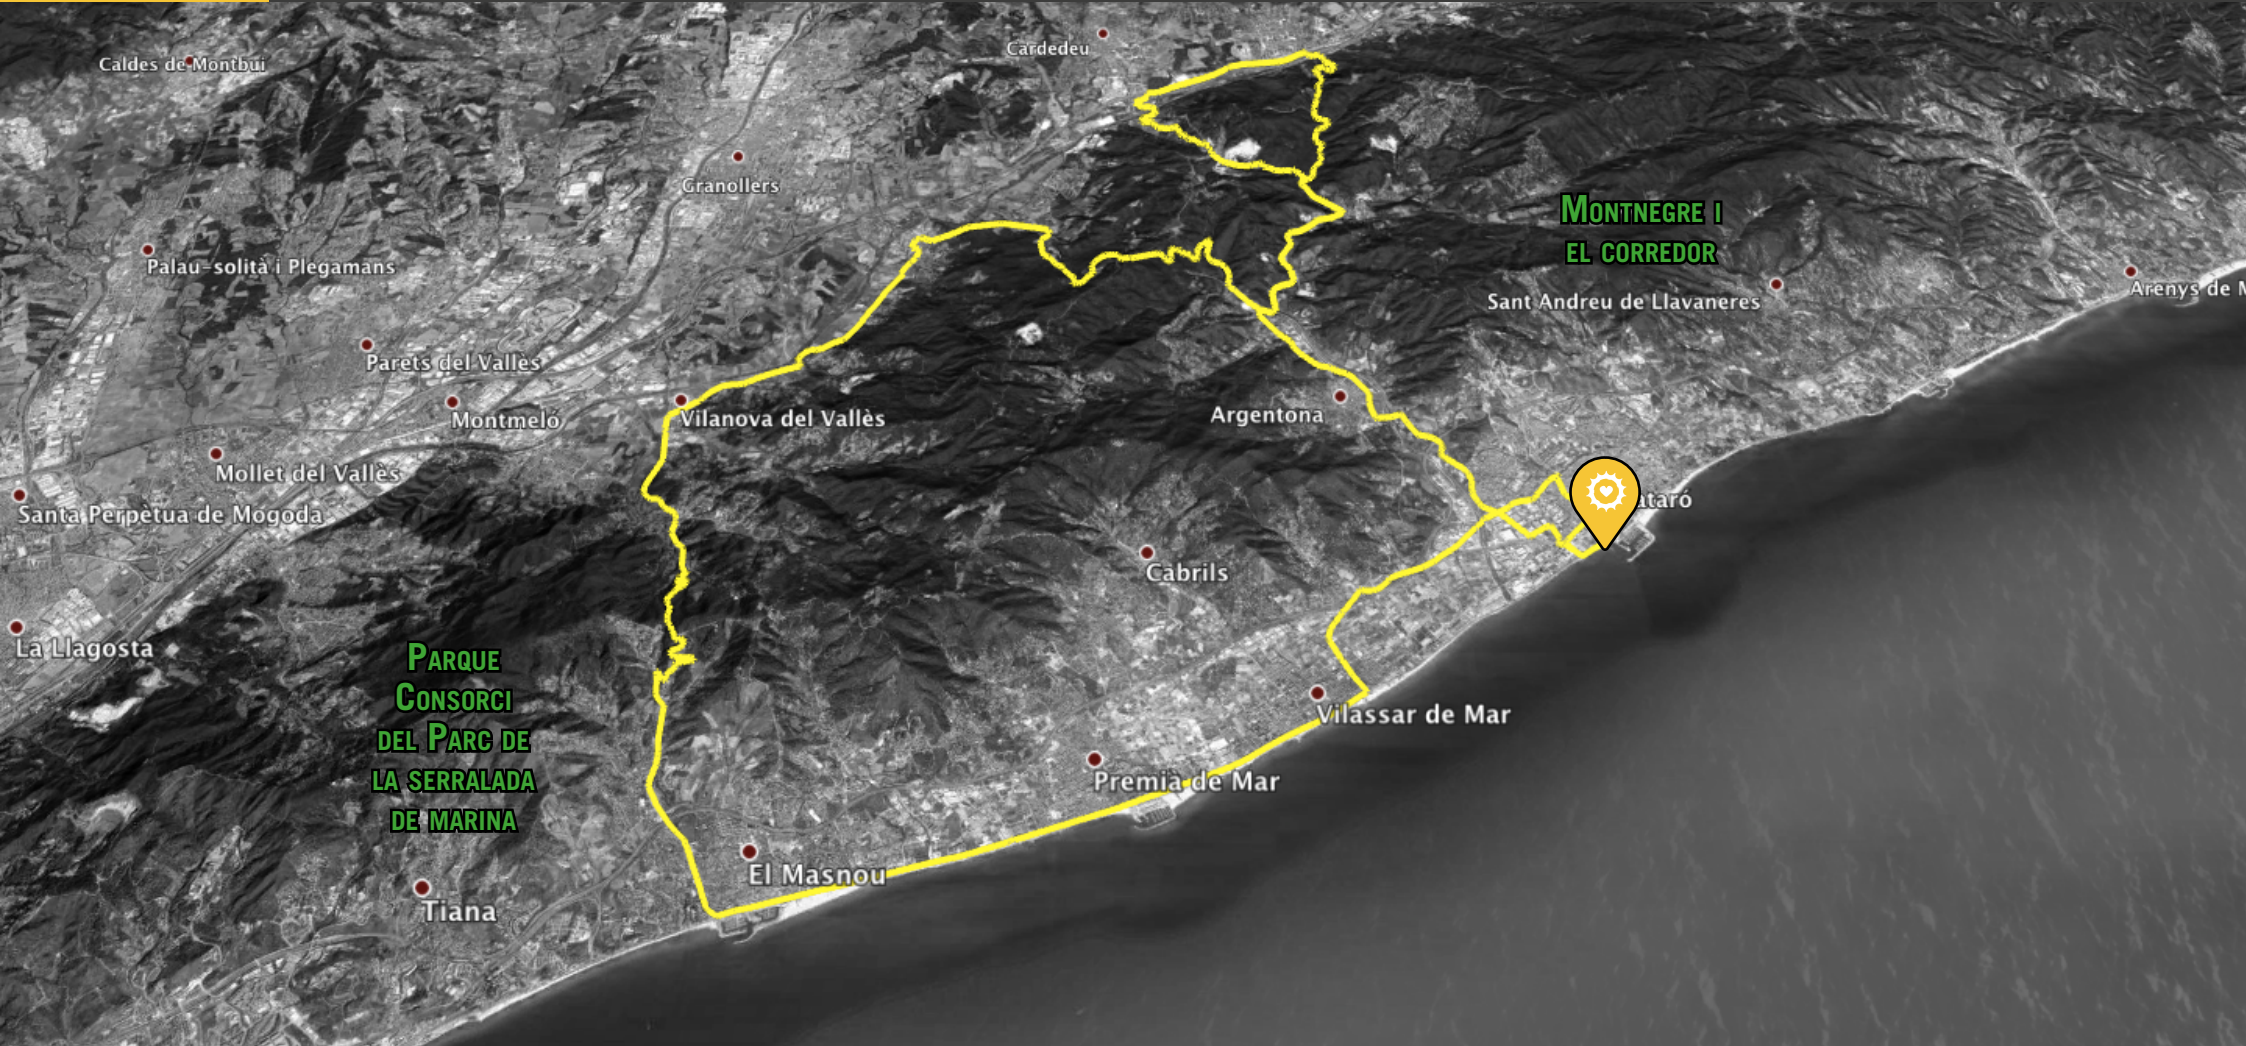 Cardedeu
Caldes de Montbui
Granollers
Palau-solità i Plegamans
Montnegre i
el corredor
Sant Andreu de Llavaneres
Arenys de M
Parets del Vallès
Montmeló
Vilanova del Vallès
Argentona
Mollet del Vallès
Santa Perpètua de Mogoda
ataró
Cabrils
La Llagosta
Parque
Consorci
del Parc de
la serralada
de marina
Vilassar de Mar
Premià de Mar
El Masnou
Tiana